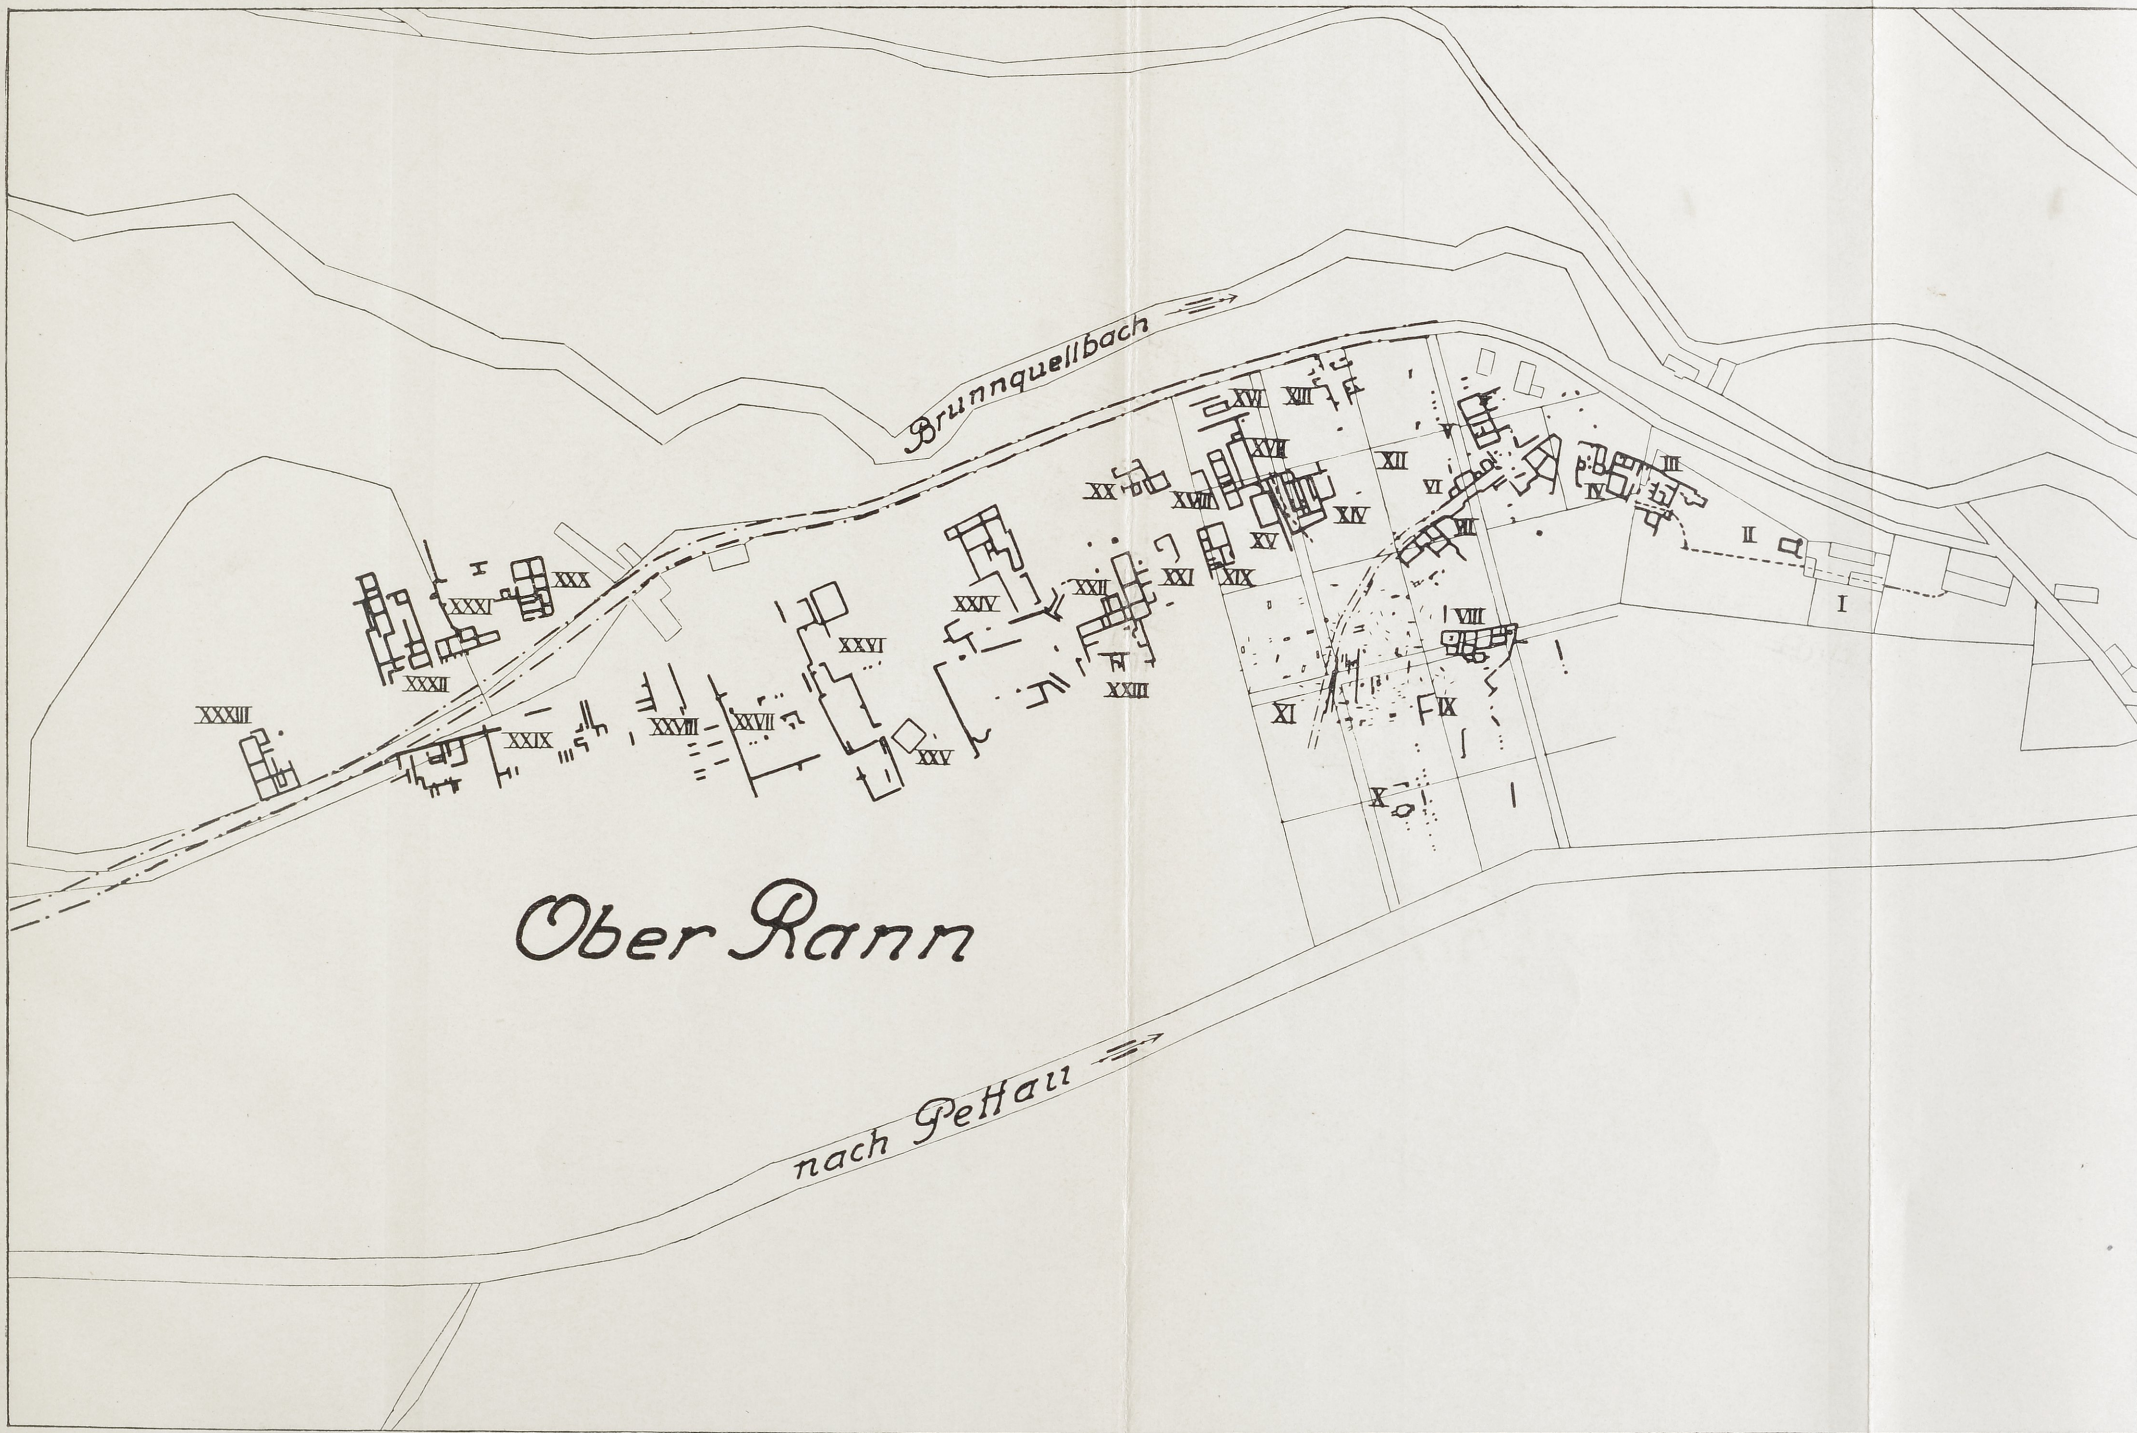 Brunnquellbach
XVI
XIII
V
XVII
XII
III
XX
XVIII
VI
IV
XIV
VII
II
XV
XXX
XXII
XXI
XIX
XXXI
XXIV
I
VIII
XXVI
XXXII
XXIII
IX
XXXIII
XI
XXVIII
XXVII
XXIX
XXV
X
Ober Rann
nach Pettau